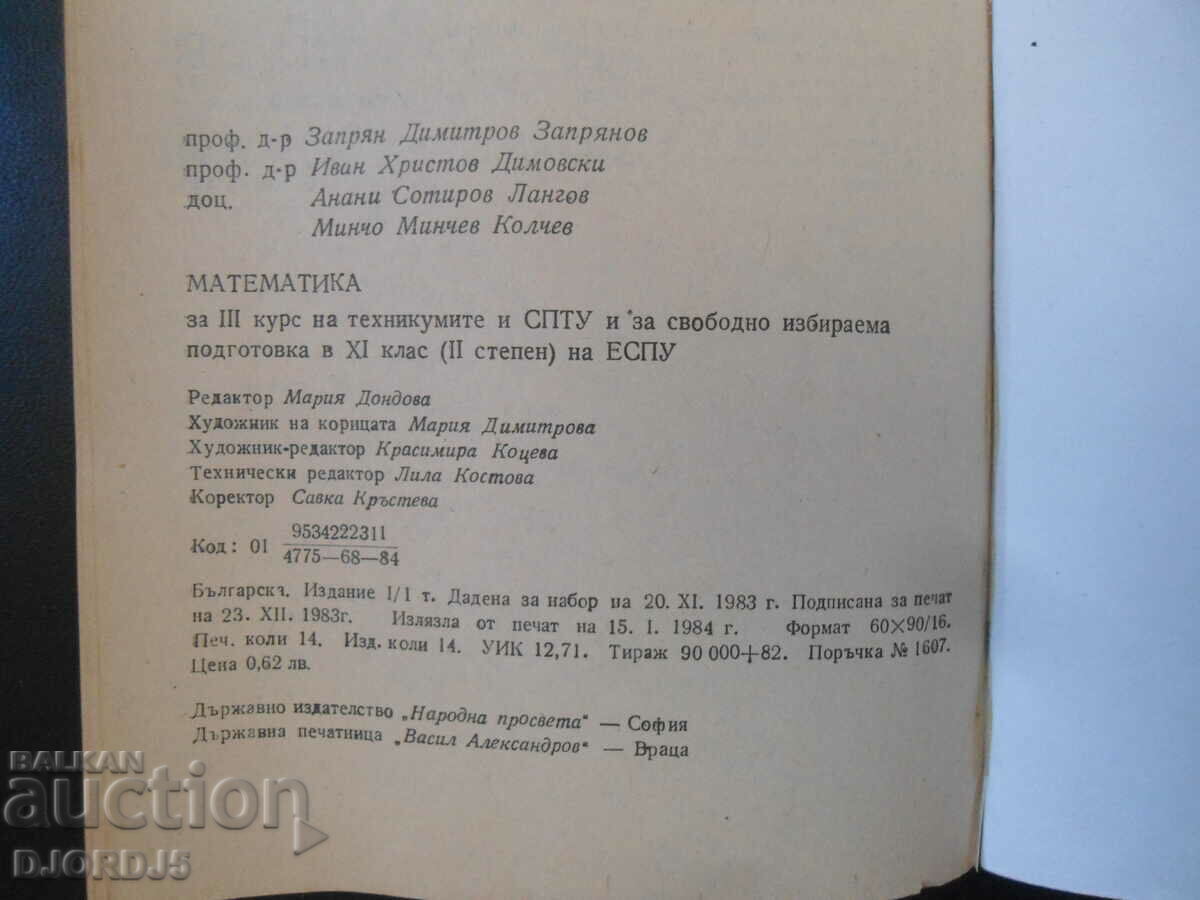 проф. д-р Запрян Димитров Запрянов
проф. д-р Иван Христов Димовски
доц. Анани Сотиров Лангов
Минчо Минчев Колчев
МАТЕМАТИКА
за III курс на техникумите и СПТУ и за свободно избираема
подготовка в XI клас (II степен) на ЕСПУ
Редактор Мария Дондова
Художник на корицата Мария Димитрова
Художник-редактор Красимира Коцева
Технически редактор Лила Костова
Коректор Савка Кръстева
Код: 01 9534222311
4775—68—84
Българскъ. Издание I/I т. Дадена за набор на 20. XI. 1983 г. Подписана за печат
на 23. XII. 1983г. Излязла от печат на 15. I. 1984 г. Формат 60×90/16.
Печ. коли 14. Изд. коли 14. УИК 12,71. Тираж 90 000+82. Поръчка № 1607.
Цена 0,62 лв.
Държавно издателство „Народна просвета“ — София
Държавна печатница „Васил Александров“ — Враца
BALKAN
auction
DJORDJ5